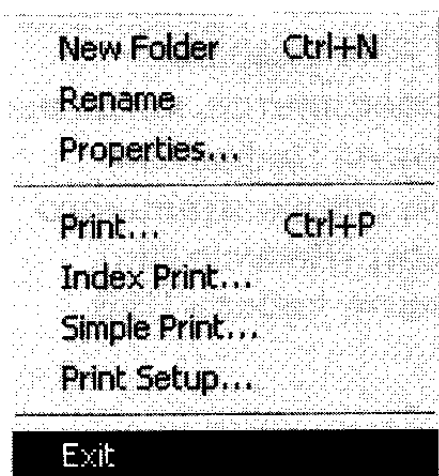 New Folder Ctrl+N
Rename
Properties...
Print... Ctrl+P
Index Print...
Simple Print...
Print Setup...
Exit